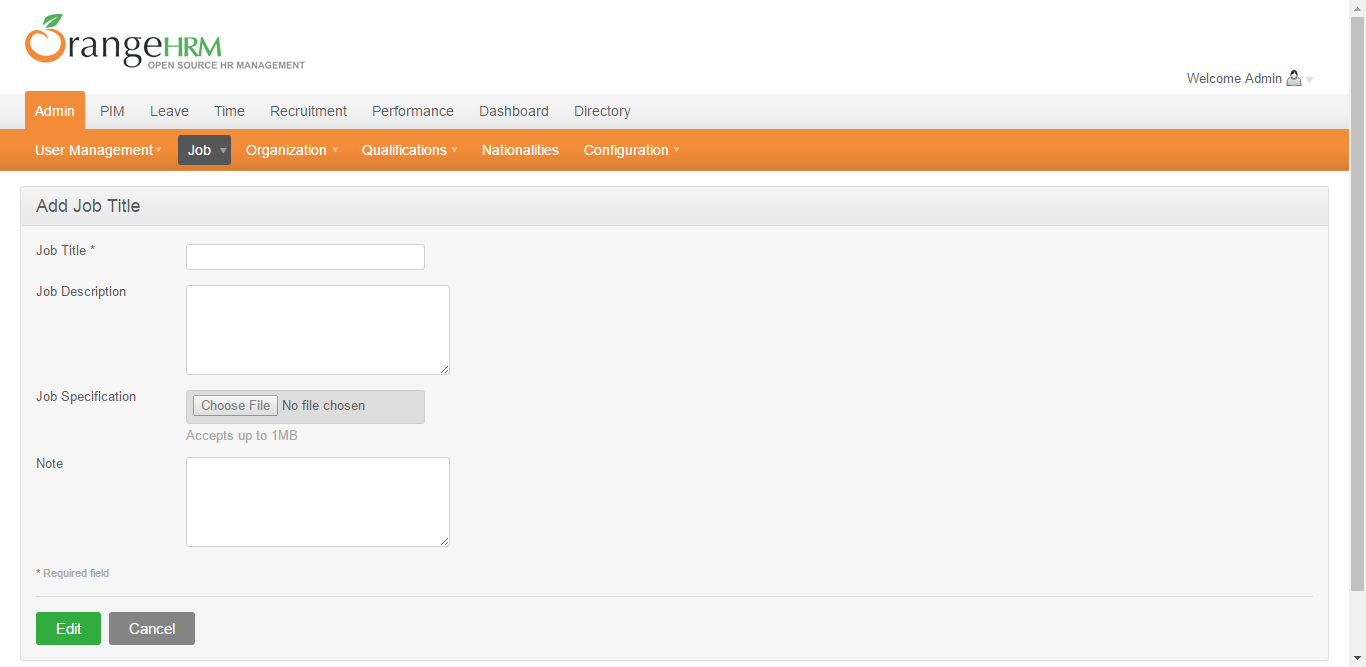 OrangeHRM
OPEN SOURCE HR MANAGEMENT
Welcome Admin
Admin PIM Leave Time Recruitment Performance Dashboard Directory
User Management Job Organization Qualifications Nationalities Configuration
Add Job Title
Job Title *
Job Description
Job Specification Choose File No file chosen
Accepts up to 1MB
Note
* Required field
Edit Cancel